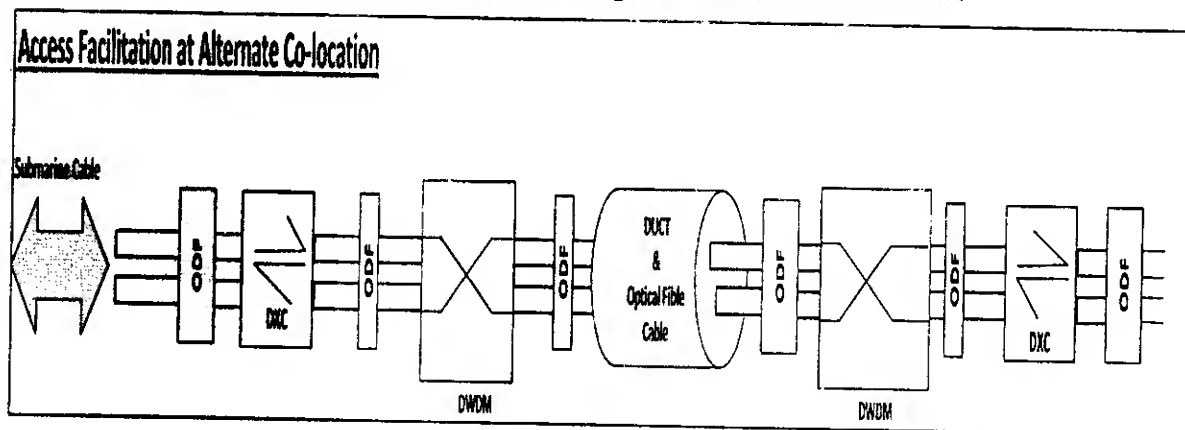 Access Facilitation at Alternate Co-location
Submarine Cable
ODF
DXC
ODF
DWDM
ODF
DUCT
&
Optical Fible
Cable
ODF
DWDM
ODF
DXC
ODF